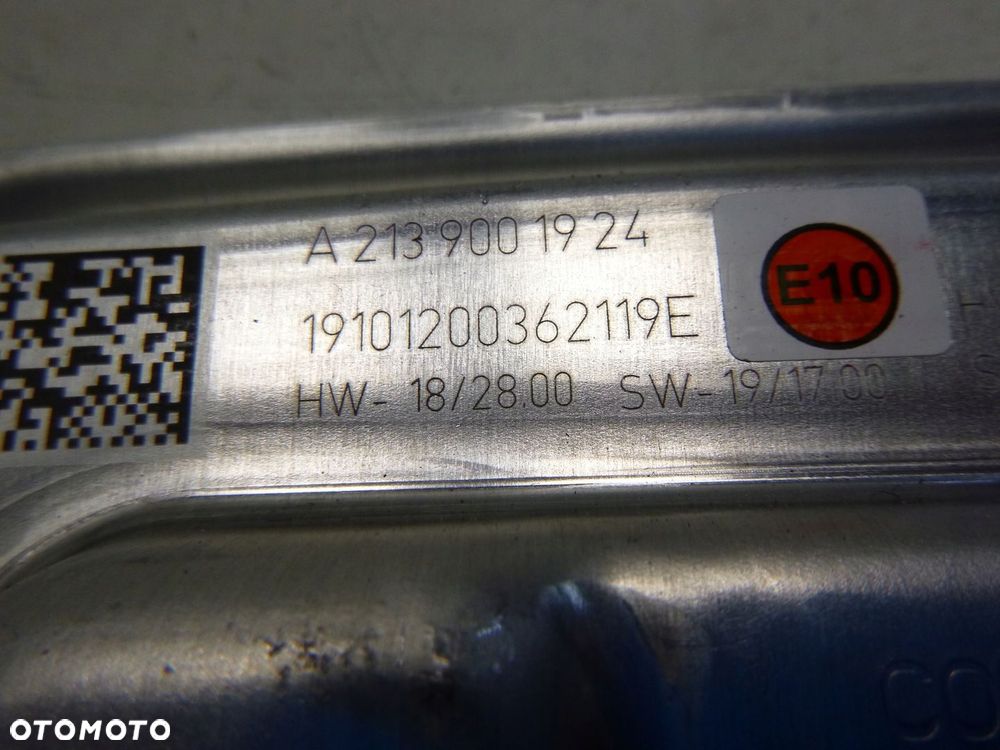 A 213 900 19 24
E10
19101200362119E
HW- 18/28.00 SW-19/17.00
OTOMOTO